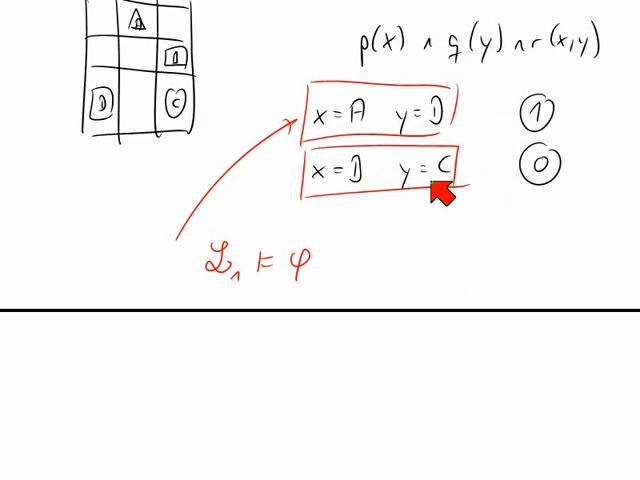 A
p(x) ∧ q(y) ∧ r(x,y)
D
D C
x = A y = D 1
x = D y = C 0
𝓛₁ ⊨ φ